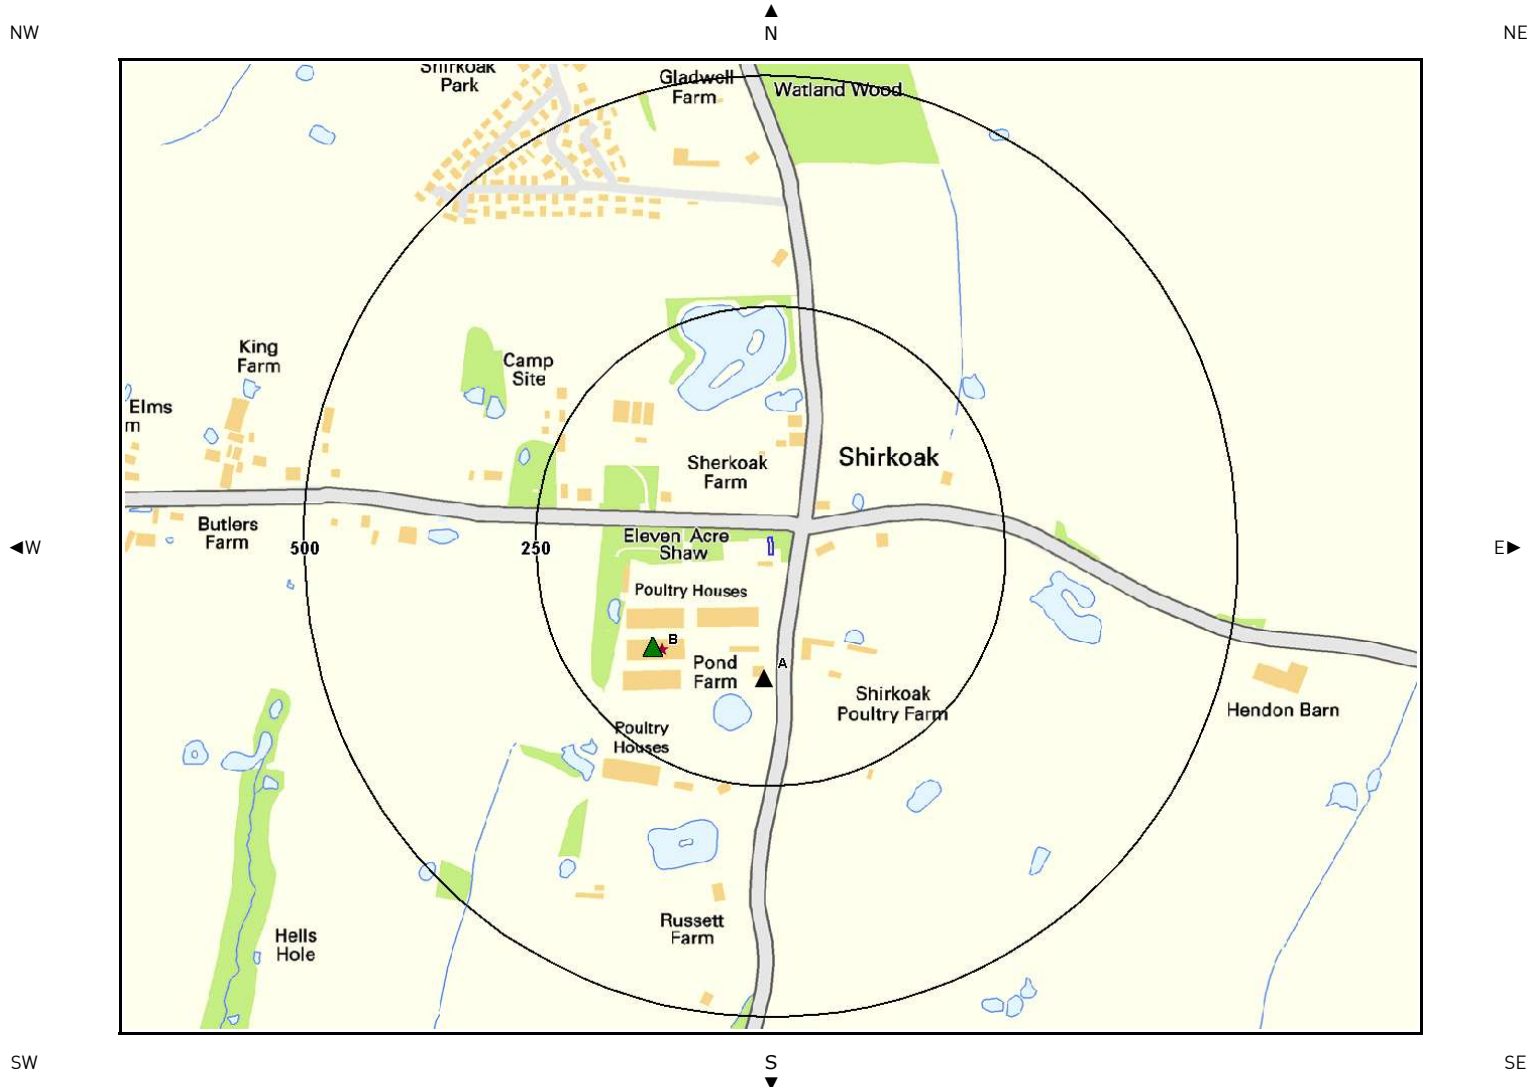 ▲
NW
N
NE
Shirkoak
Park
Gladwell
Farm
Watland Wood
King
Farm
Camp
Site
Elms
m
Sherkoak
Farm
Shirkoak
Butlers
Farm
Eleven Acre
Shaw
◀W
500
250
E▶
Poultry Houses
B
A
Pond
Farm
Shirkoak
Poultry Farm
Hendon Barn
Poultry
Houses
Russett
Farm
Hells
Hole
SW
S
SE
▼